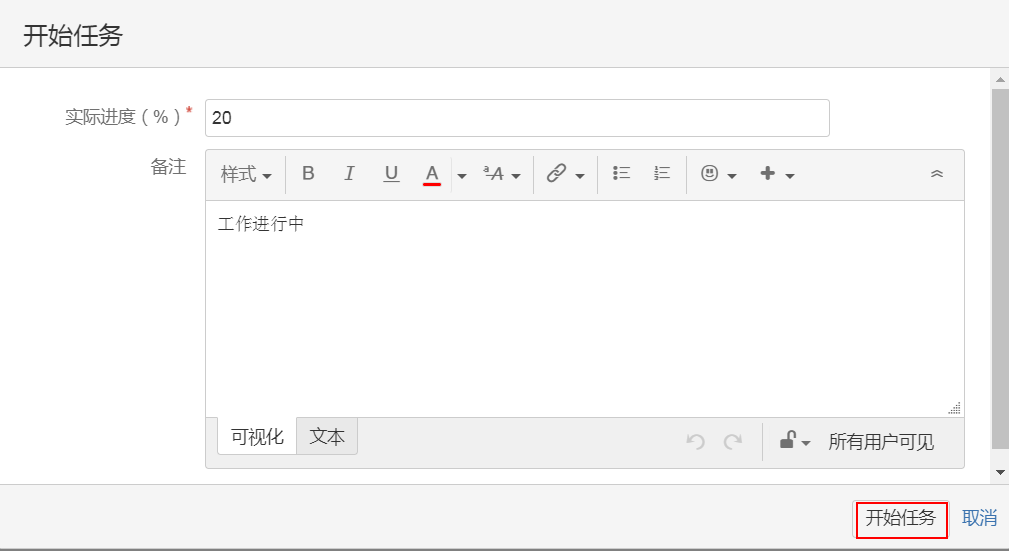 开始任务
实际进度（%）* 20
备注
样式 B I U A ªA
工作进行中
可视化 文本 所有用户可见
开始任务 取消